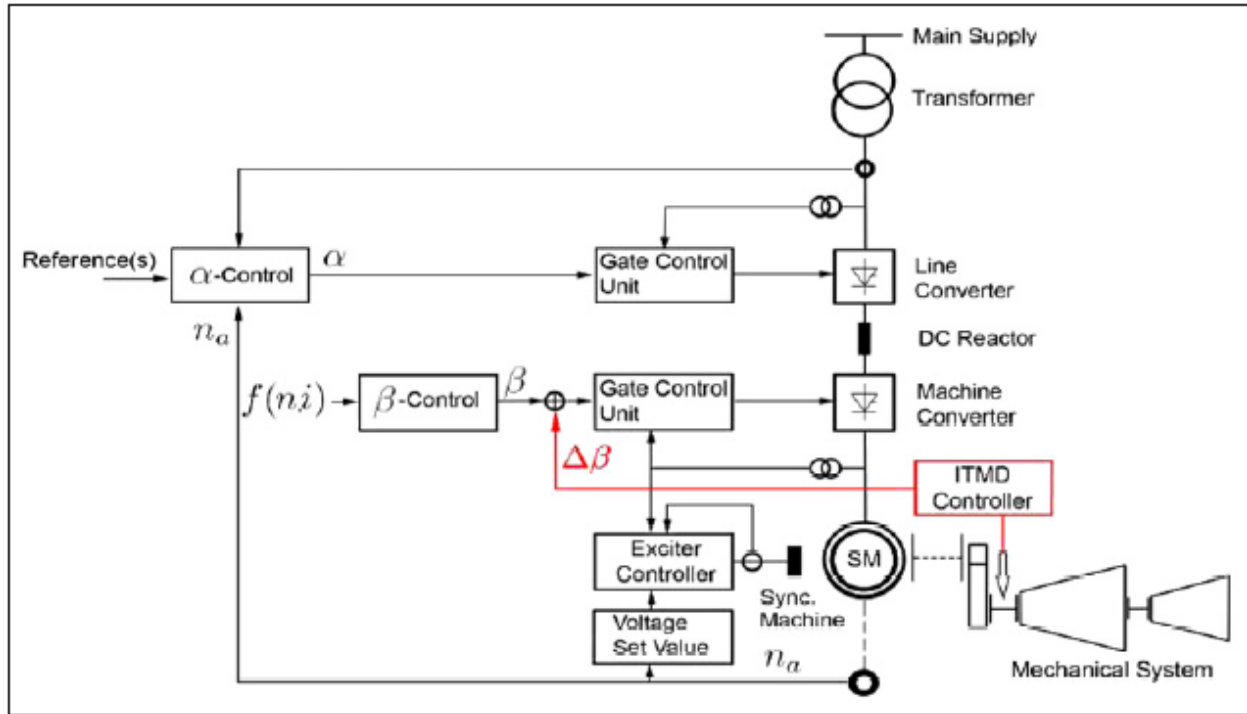 Main Supply
Transformer
Reference(s)
α-Control
α
Gate Control
Unit
Line
Converter
n_a
DC Reactor
f(n,i)
β-Control
β
Gate Control
Unit
Machine
Converter
Δβ
ITMD
Controller
Exciter
Controller
SM
Sync.
Machine
Voltage
Set Value
n_a
Mechanical System